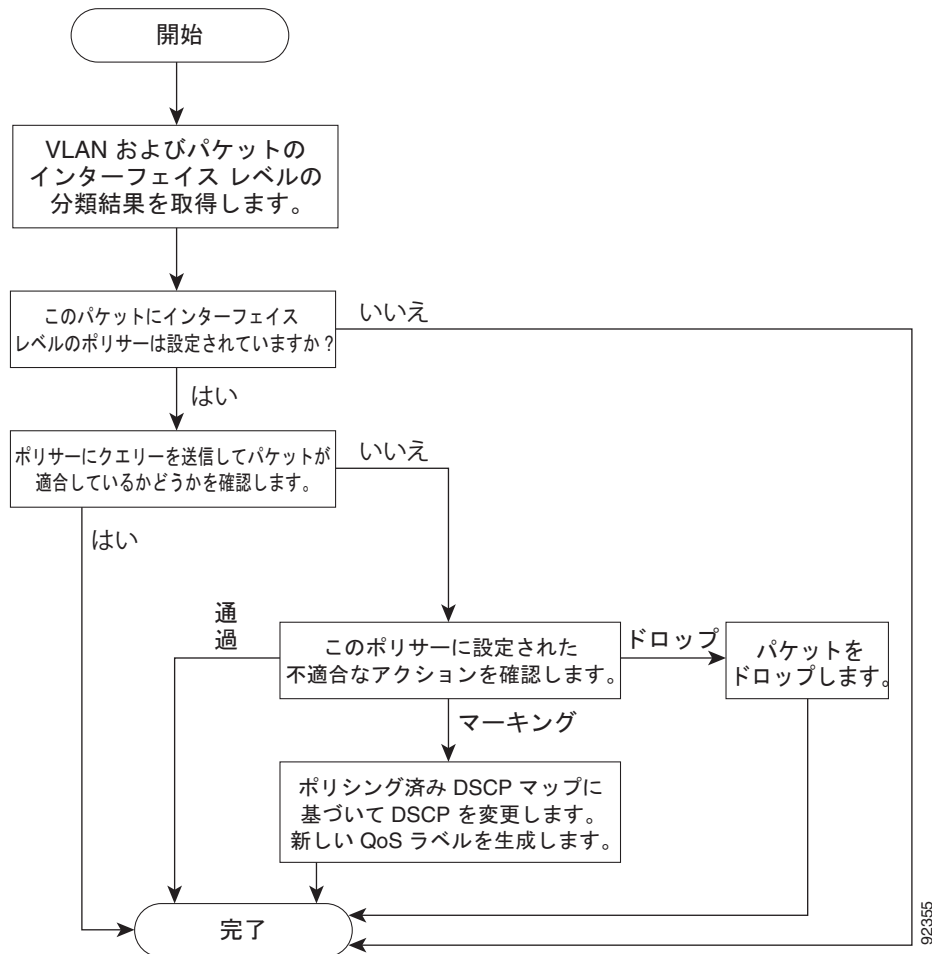 開始
VLAN およびパケットの
インターフェイス レベルの
分類結果を取得します。
このパケットにインターフェイス
レベルのポリサーは設定されていますか?
いいえ
はい
ポリサーにクエリーを送信してパケットが
適合しているかどうかを確認します。
いいえ
はい
通
過
このポリサーに設定された
不適合なアクションを確認します。
ドロップ
パケットを
ドロップします。
マーキング
ポリシング済み DSCP マップに
基づいて DSCP を変更します。
新しい QoS ラベルを生成します。
完了
92355